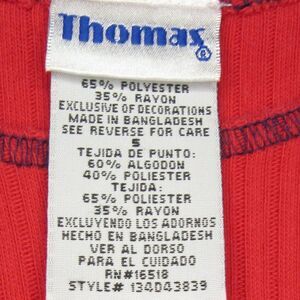 Thomas
®
65% POLYESTER
35% RAYON
EXCLUSIVE OF DECORATIONS
MADE IN BANGLADESH
SEE REVERSE FOR CARE
S
TEJIDA DE PUNTO:
60% ALGODON
40% POLIESTER
TEJIDA:
65% POLIESTER
35% RAYON
EXCLUYENDO LOS ADORNOS
HECHO EN BANGLADESH
VER AL DORSO
PARA EL CUIDADO
RN#16518
STYLE# 134D43839